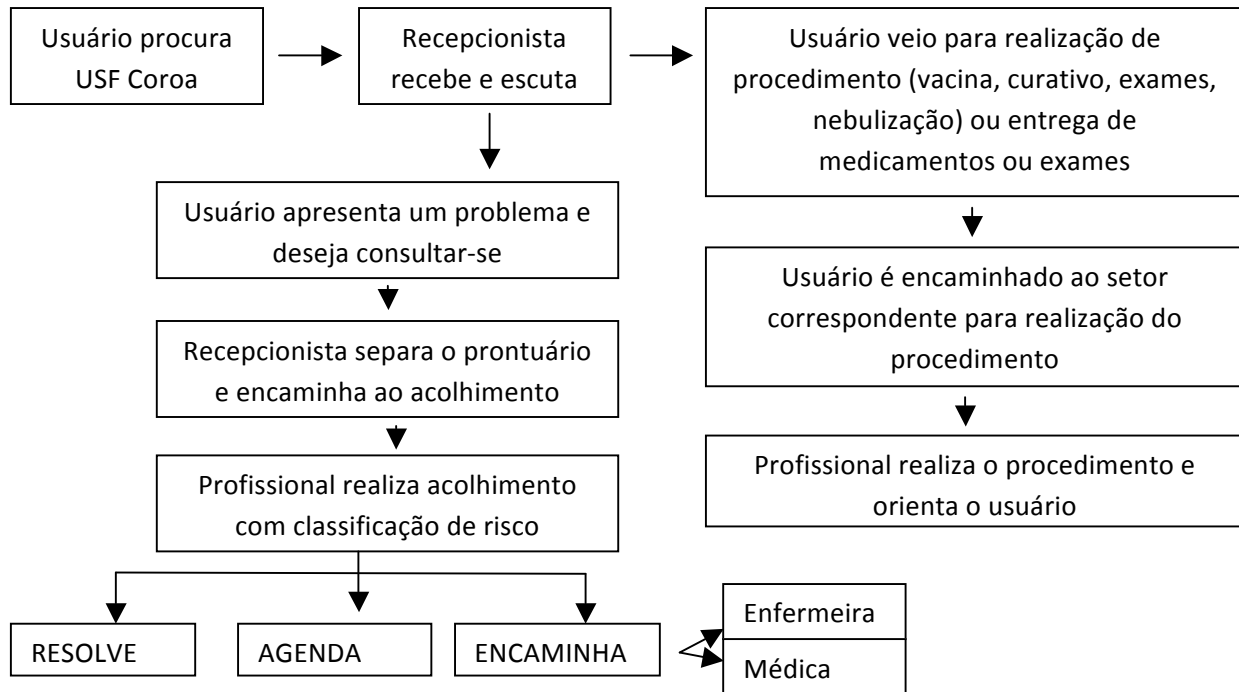 Usuário procura
USF Coroa
Recepcionista
recebe e escuta
Usuário veio para realização de
procedimento (vacina, curativo, exames,
nebulização) ou entrega de
medicamentos ou exames
Usuário apresenta um problema e
deseja consultar-se
Usuário é encaminhado ao setor
correspondente para realização do
procedimento
Recepcionista separa o prontuário
e encaminha ao acolhimento
Profissional realiza o procedimento e
orienta o usuário
Profissional realiza acolhimento
com classificação de risco
RESOLVE
AGENDA
ENCAMINHA
Enfermeira
Médica